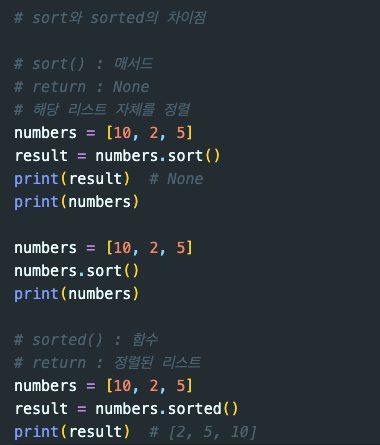 # sort와 sorted의 차이점
# sort() : 매서드
# return : None
# 해당 리스트 자체를 정렬
numbers = [10, 2, 5]
result = numbers.sort()
print(result)  # None
print(numbers)
numbers = [10, 2, 5]
numbers.sort()
print(numbers)
# sorted() : 함수
# return : 정렬된 리스트
numbers = [10, 2, 5]
result = numbers.sorted()
print(result)  # [2, 5, 10]